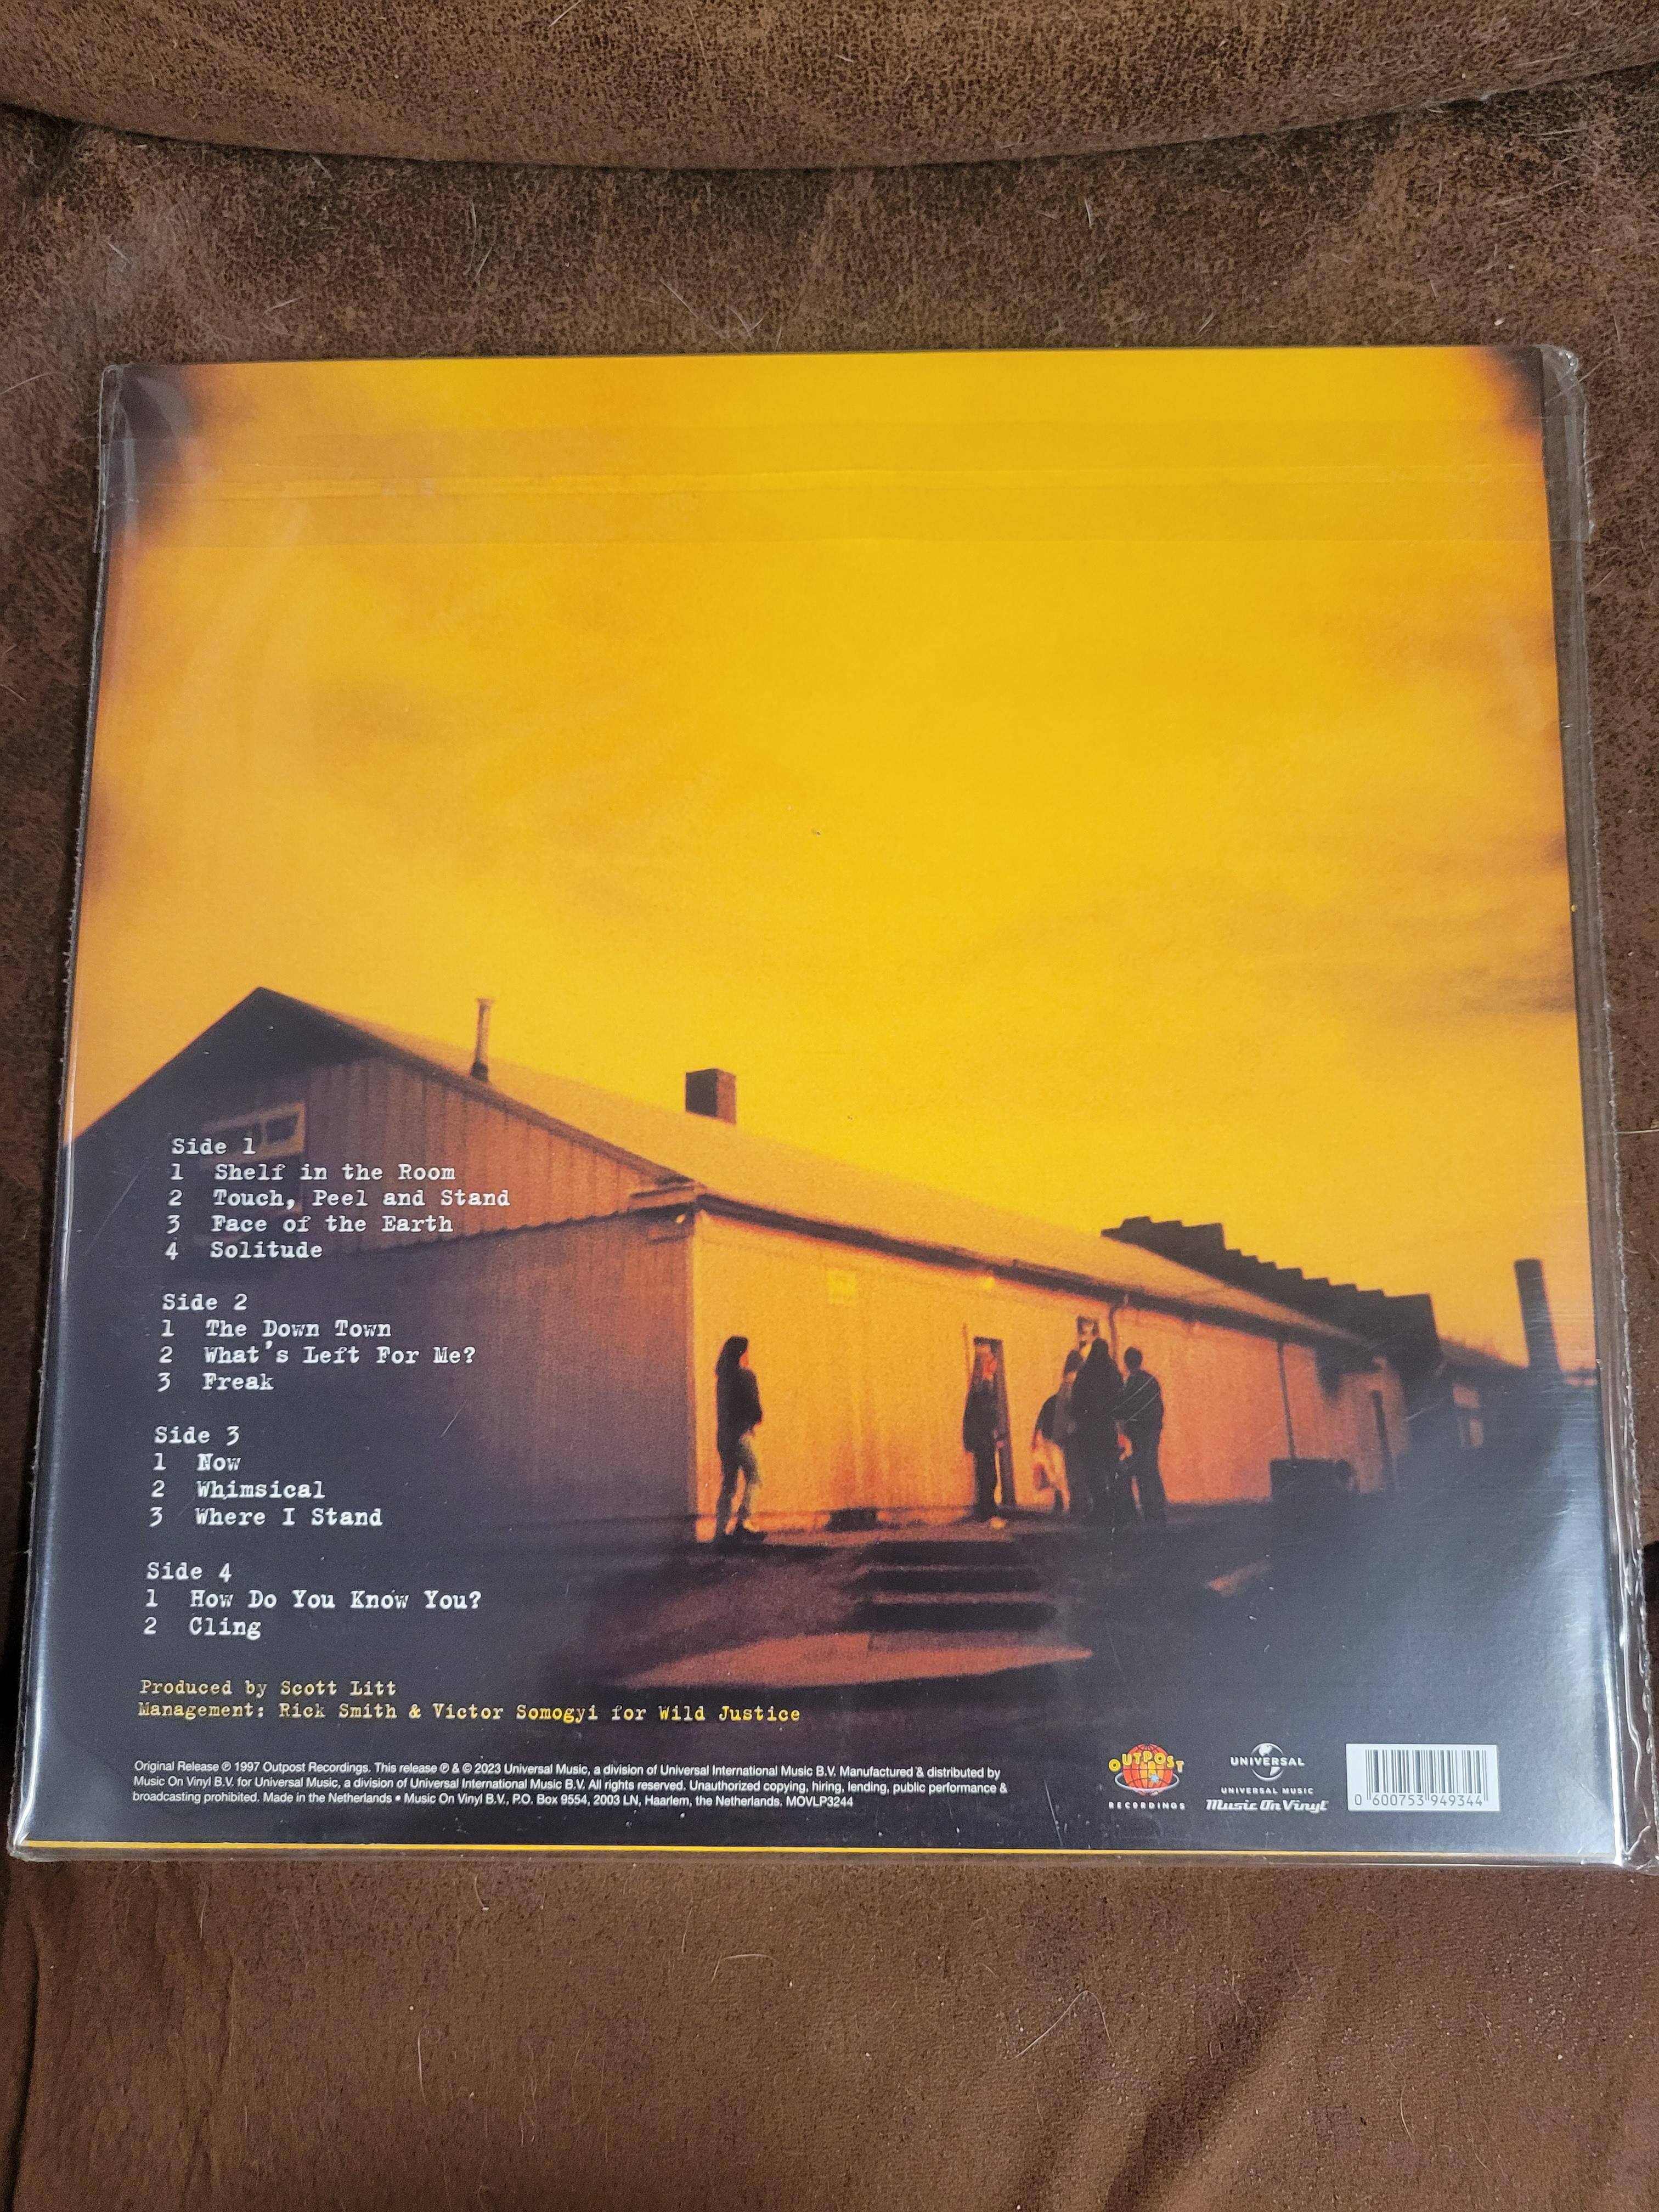 Side 1
1 Shelf in the Room
2 Touch, Peel and Stand
3 Face of the Earth
4 Solitude
Side 2
1 The Down Town
2 What's Left For Me?
3 Freak
Side 3
1 Now
2 Whimsical
3 Where I Stand
Side 4
1 How Do You Know You?
2 Cling
Produced by Scott Litt
Management: Rick Smith & Victor Somogyi for Wild Justice
Original Release ℗ 1997 Outpost Recordings. This release ℗ & © 2023 Universal Music, a division of Universal International Music B.V. Manufactured & distributed by
Music On Vinyl B.V. for Universal Music, a division of Universal International Music B.V. All rights reserved. Unauthorized copying, hiring, lending, public performance &
broadcasting prohibited. Made in the Netherlands • Music On Vinyl B.V., P.O. Box 9554, 2003 LN, Haarlem, the Netherlands. MOVLP3244
OUTPOST
RECORDINGS
UNIVERSAL
UNIVERSAL MUSIC
Music On Vinyl
0 600753 949344